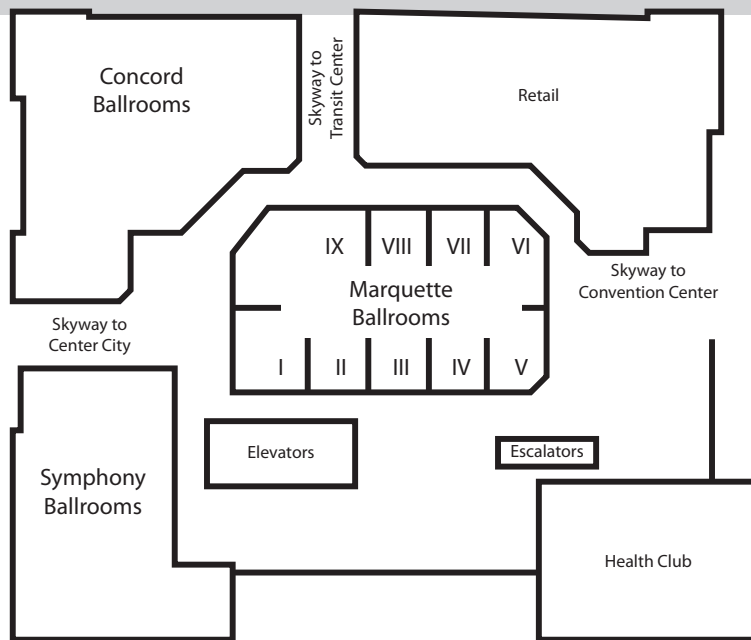 Concord
Ballrooms
Skyway to
Transit Center
Retail
IX
VIII
VII
VI
Marquette
Ballrooms
Skyway to
Convention Center
Skyway to
Center City
I
II
III
IV
V
Elevators
Escalators
Symphony
Ballrooms
Health Club